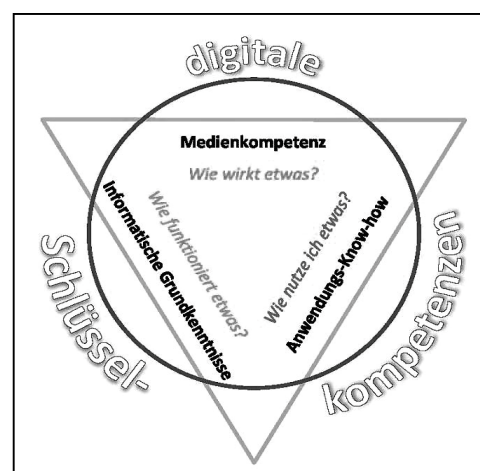 digitale
Schlüssel-
kompetenzen
Medienkompetenz
Wie wirkt etwas?
Informatische Grundkenntnisse
Wie funktioniert etwas?
Wie nutze ich etwas?
Anwendungs-Know-how